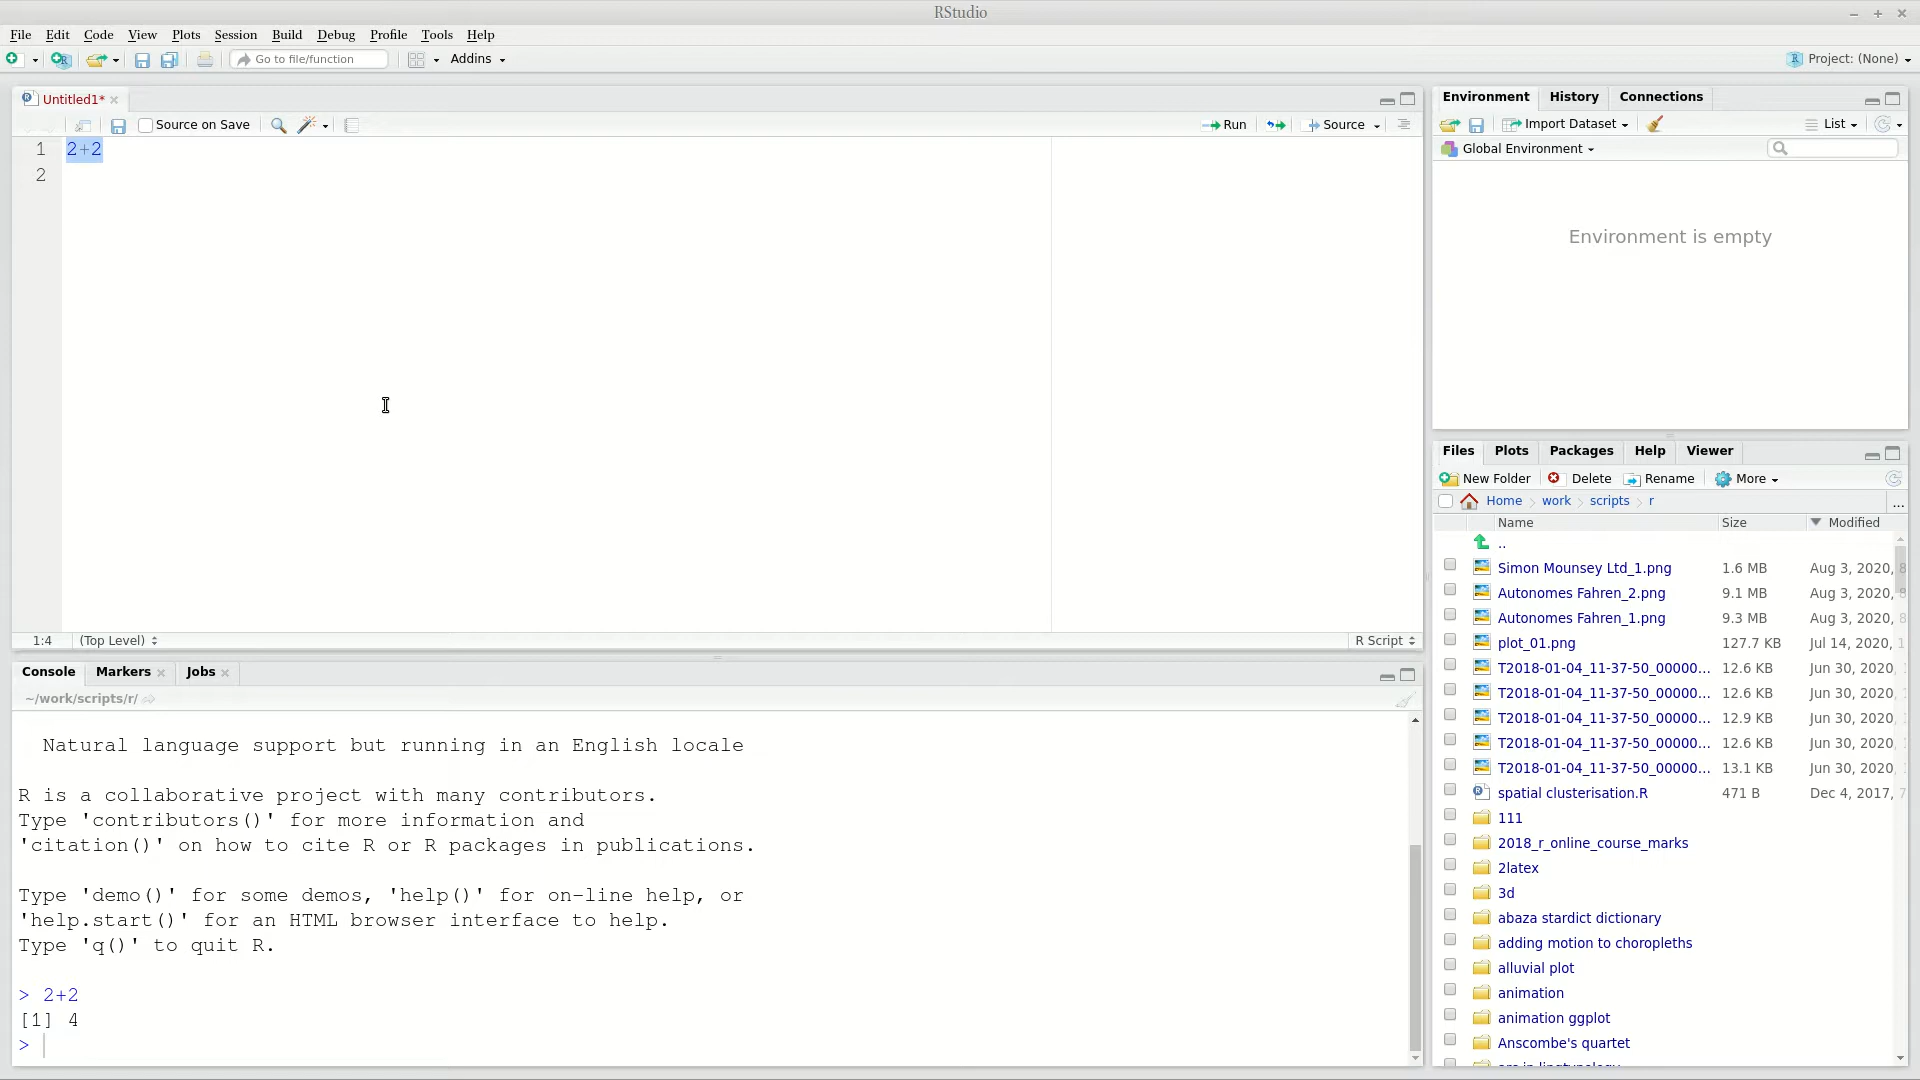 RStudio
File Edit Code View Plots Session Build Debug Profile Tools Help
Go to file/function Addins Project: (None)
Untitled1*
Source on Save Run Source
1 2+2
2
1:4 (Top Level) R Script
Console Markers Jobs
~/work/scripts/r/
Natural language support but running in an English locale
R is a collaborative project with many contributors.
Type 'contributors()' for more information and
'citation()' on how to cite R or R packages in publications.
Type 'demo()' for some demos, 'help()' for on-line help, or
'help.start()' for an HTML browser interface to help.
Type 'q()' to quit R.
> 2+2
[1] 4
>
Environment History Connections
Import Dataset List
Global Environment
Environment is empty
Files Plots Packages Help Viewer
New Folder Delete Rename More
Home work scripts r ...
Name Size Modified
..
Simon Mounsey Ltd_1.png 1.6 MB Aug 3, 2020,
Autonomes Fahren_2.png 9.1 MB Aug 3, 2020,
Autonomes Fahren_1.png 9.3 MB Aug 3, 2020,
plot_01.png 127.7 KB Jul 14, 2020,
T2018-01-04_11-37-50_00000... 12.6 KB Jun 30, 2020,
T2018-01-04_11-37-50_00000... 12.6 KB Jun 30, 2020,
T2018-01-04_11-37-50_00000... 12.9 KB Jun 30, 2020,
T2018-01-04_11-37-50_00000... 12.6 KB Jun 30, 2020,
T2018-01-04_11-37-50_00000... 13.1 KB Jun 30, 2020,
spatial clusterisation.R 471 B Dec 4, 2017,
111
2018_r_online_course_marks
2latex
3d
abaza stardict dictionary
adding motion to choropleths
alluvial plot
animation
animation ggplot
Anscombe's quartet